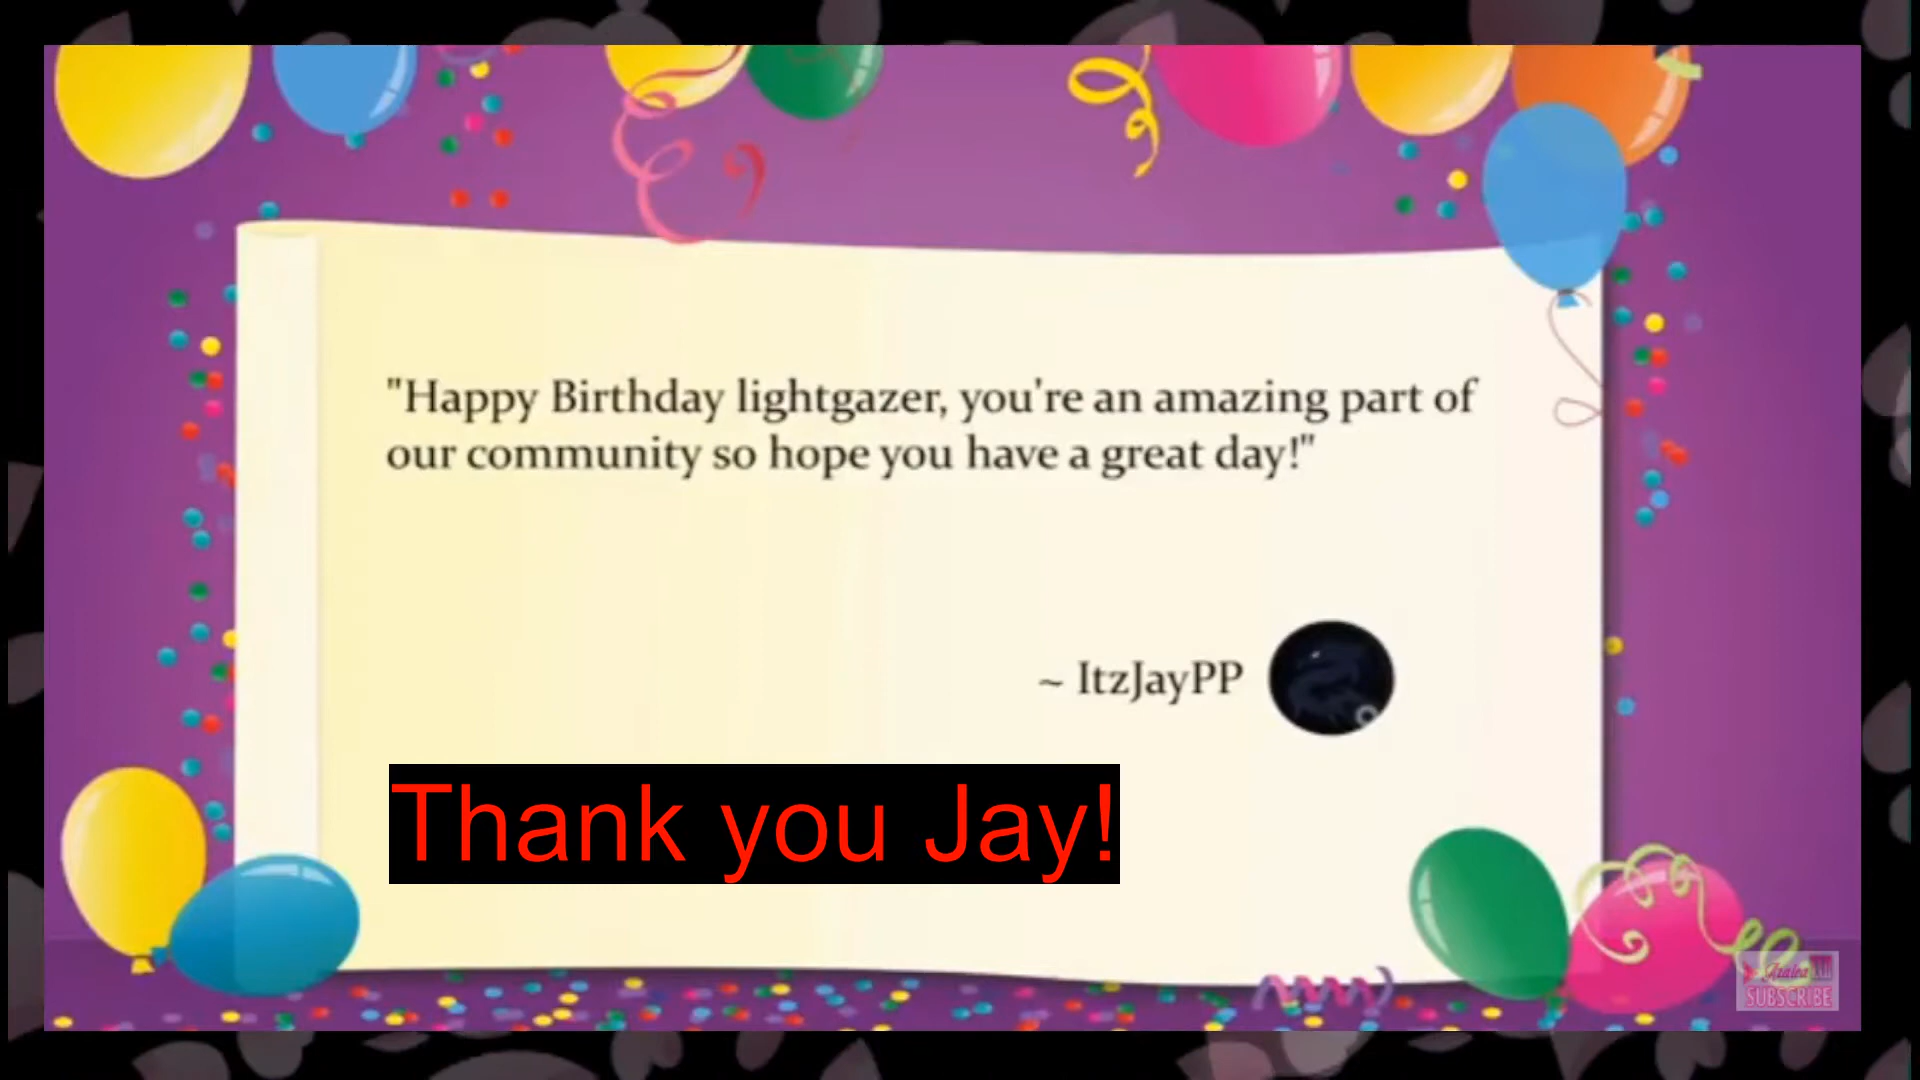 "Happy Birthday lightgazer, you're an amazing part of
our community so hope you have a great day!"
~ ItzJayPP
Thank you Jay!
SUBSCRIBE